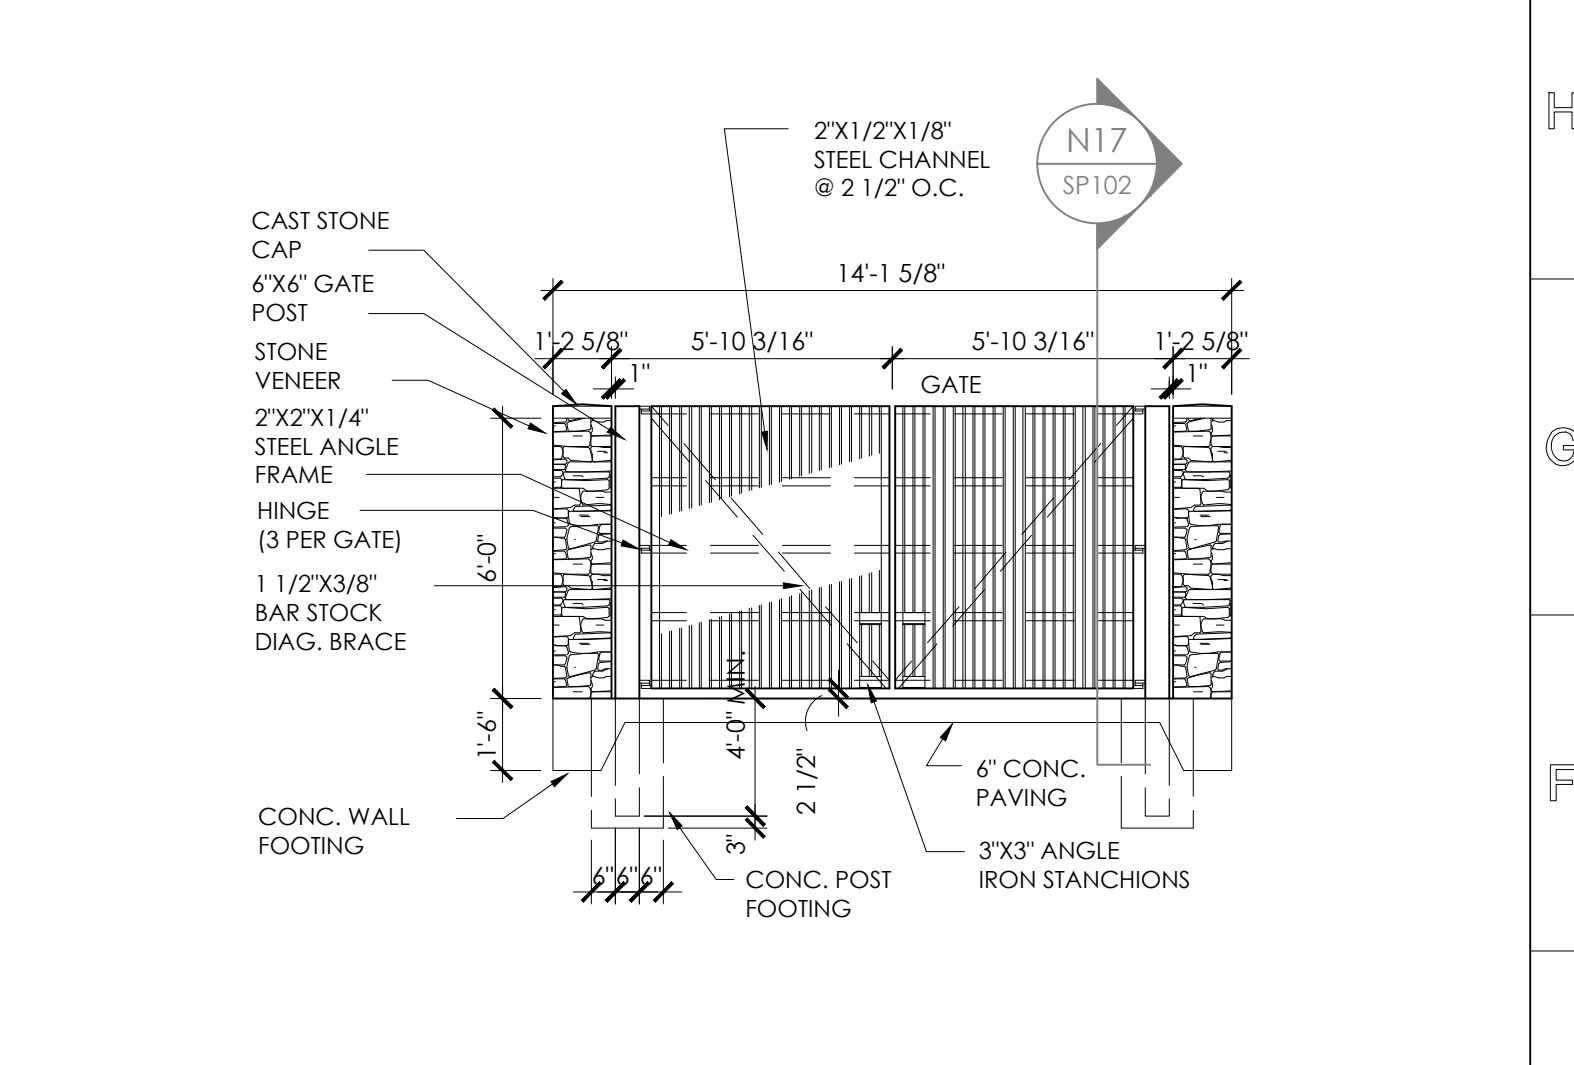 2"X1/2"X1/8"
STEEL CHANNEL
@ 2 1/2" O.C.
N17
SP102
H
CAST STONE
CAP
6"X6" GATE
POST
STONE
VENEER
2"X2"X1/4"
STEEL ANGLE
FRAME
HINGE
(3 PER GATE)
1 1/2"X3/8"
BAR STOCK
DIAG. BRACE
14'-1 5/8"
1'-2 5/8"
5'-10 3/16"
5'-10 3/16"
1'-2 5/8"
1"
GATE
1"
G
6'-0"
1'-6"
4'-0" MIN.
2 1/2"
3"
6"
6"
6"
CONC. WALL
FOOTING
CONC. POST
FOOTING
6" CONC.
PAVING
3"X3" ANGLE
IRON STANCHIONS
F